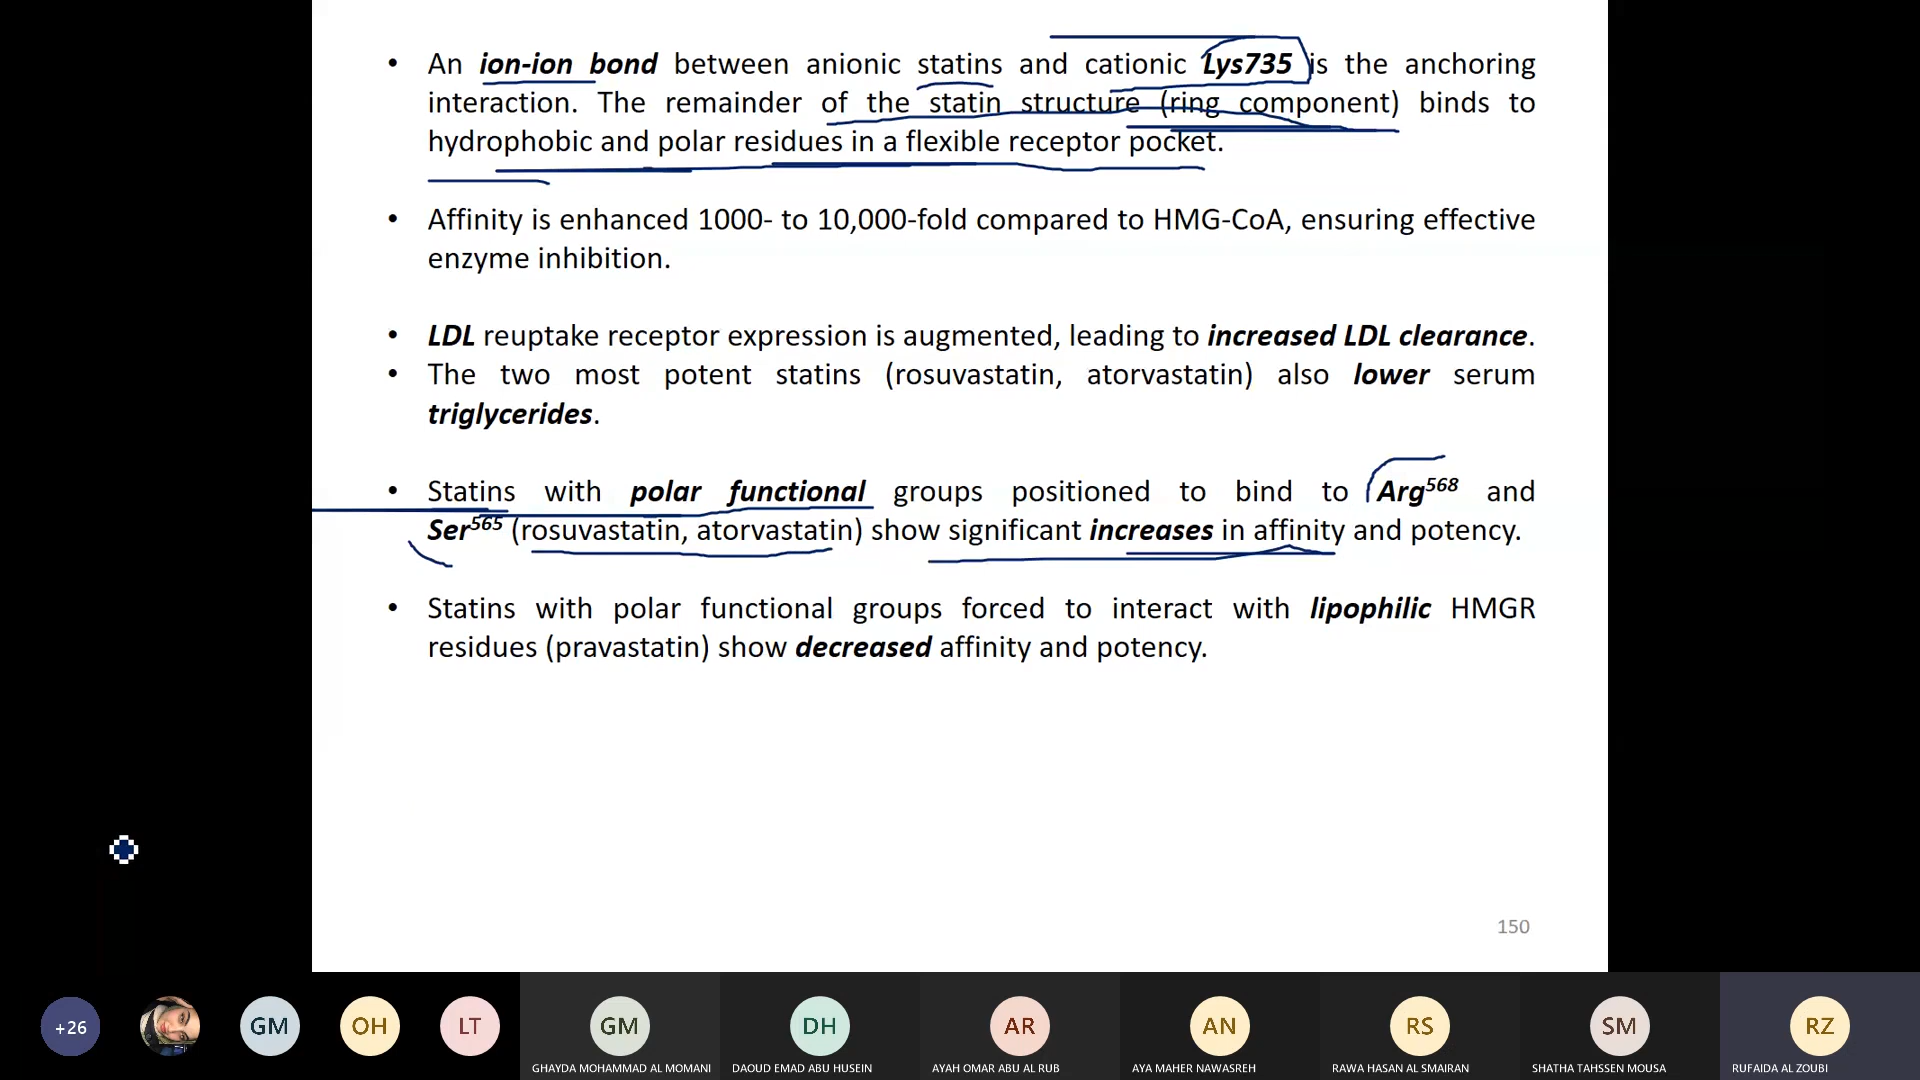 • An ion-ion bond between anionic statins and cationic Lys735 is the anchoring
interaction. The remainder of the statin structure (ring component) binds to
hydrophobic and polar residues in a flexible receptor pocket.
• Affinity is enhanced 1000- to 10,000-fold compared to HMG-CoA, ensuring effective
enzyme inhibition.
• LDL reuptake receptor expression is augmented, leading to increased LDL clearance.
• The two most potent statins (rosuvastatin, atorvastatin) also lower serum
triglycerides.
• Statins with polar functional groups positioned to bind to Arg⁵⁶⁸ and
Ser⁵⁶⁵ (rosuvastatin, atorvastatin) show significant increases in affinity and potency.
• Statins with polar functional groups forced to interact with lipophilic HMGR
residues (pravastatin) show decreased affinity and potency.
150
+26 GM OH LT GM DH AR AN RS SM RZ
GHAYDA MOHAMMAD AL MOMANI DAOUD EMAD ABU HUSEIN AYAH OMAR ABU AL RUB AYA MAHER NAWASREH RAWA HASAN AL SMAIRAN SHATHA TAHSSEN MOUSA RUFAIDA AL ZOUBI